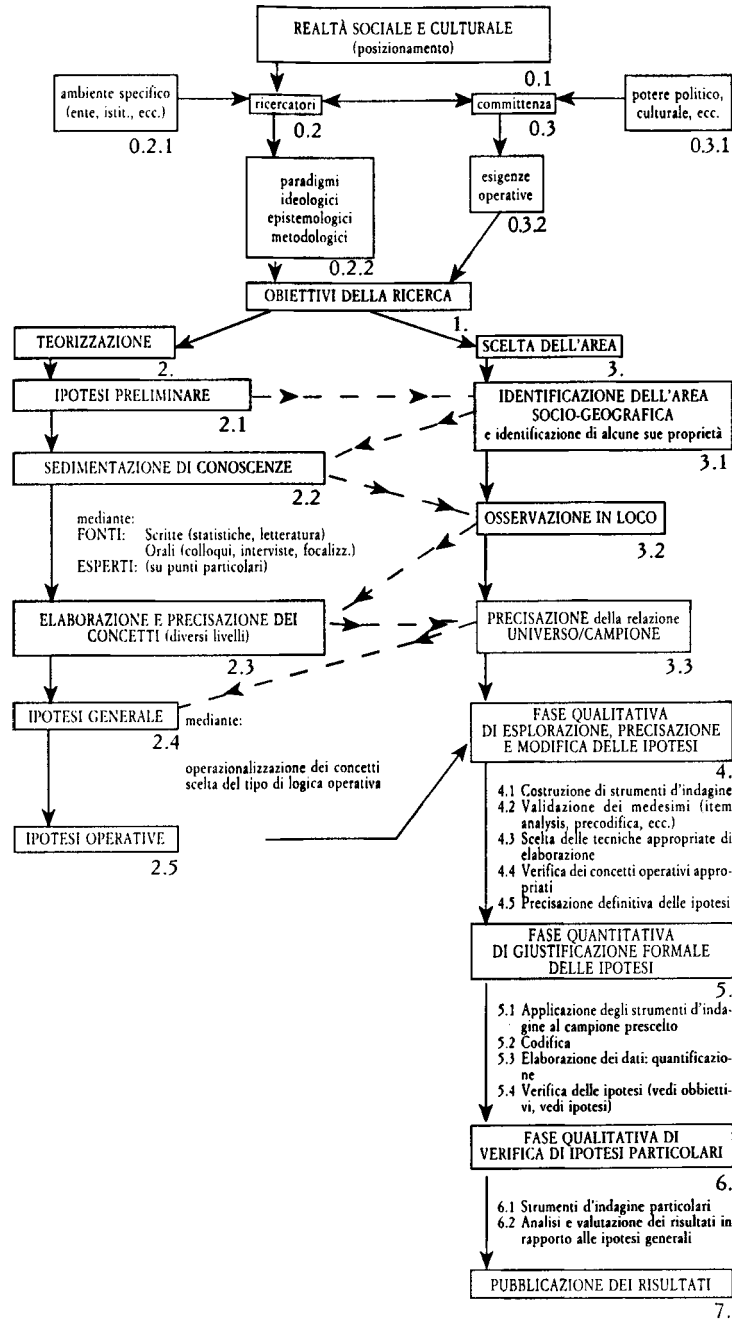 REALTÀ SOCIALE E CULTURALE
(posizionamento)
0.1
ambiente specifico
(ente, istit., ecc.)
0.2.1
ricercatori
0.2
committenza
0.3
potere politico,
culturale, ecc.
0.3.1
paradigmi
ideologici
epistemologici
metodologici
0.2.2
esigenze
operative
0.3.2
OBIETTIVI DELLA RICERCA
1.
TEORIZZAZIONE
2.
SCELTA DELL'AREA
3.
IPOTESI PRELIMINARE
2.1
IDENTIFICAZIONE DELL'AREA
SOCIO-GEOGRAFICA
e identificazione di alcune sue proprietà
3.1
SEDIMENTAZIONE DI CONOSCENZE
2.2
mediante:
FONTI: Scritte (statistiche, letteratura)
Orali (colloqui, interviste, focalizz.)
ESPERTI: (su punti particolari)
OSSERVAZIONE IN LOCO
3.2
ELABORAZIONE E PRECISAZIONE DEI
CONCETTI (diversi livelli)
2.3
PRECISAZIONE della relazione
UNIVERSO/CAMPIONE
3.3
IPOTESI GENERALE
2.4
mediante:
operazionalizzazione dei concetti
scelta del tipo di logica operativa
IPOTESI OPERATIVE
2.5
FASE QUALITATIVA
DI ESPLORAZIONE, PRECISAZIONE
E MODIFICA DELLE IPOTESI
4.
4.1 Costruzione di strumenti d'indagine
4.2 Validazione dei medesimi (item
analysis, precodifica, ecc.)
4.3 Scelta delle tecniche appropriate di
elaborazione
4.4 Verifica dei concetti operativi appro-
priati
4.5 Precisazione definitiva delle ipotesi
FASE QUANTITATIVA
DI GIUSTIFICAZIONE FORMALE
DELLE IPOTESI
5.
5.1 Applicazione degli strumenti d'inda-
gine al campione prescelto
5.2 Codifica
5.3 Elaborazione dei dati: quantificazio-
ne
5.4 Verifica delle ipotesi (vedi obbietti-
vi, vedi ipotesi)
FASE QUALITATIVA DI
VERIFICA DI IPOTESI PARTICOLARI
6.
6.1 Strumenti d'indagine particolari
6.2 Analisi e valutazione dei risultati in
rapporto alle ipotesi generali
PUBBLICAZIONE DEI RISULTATI
7.